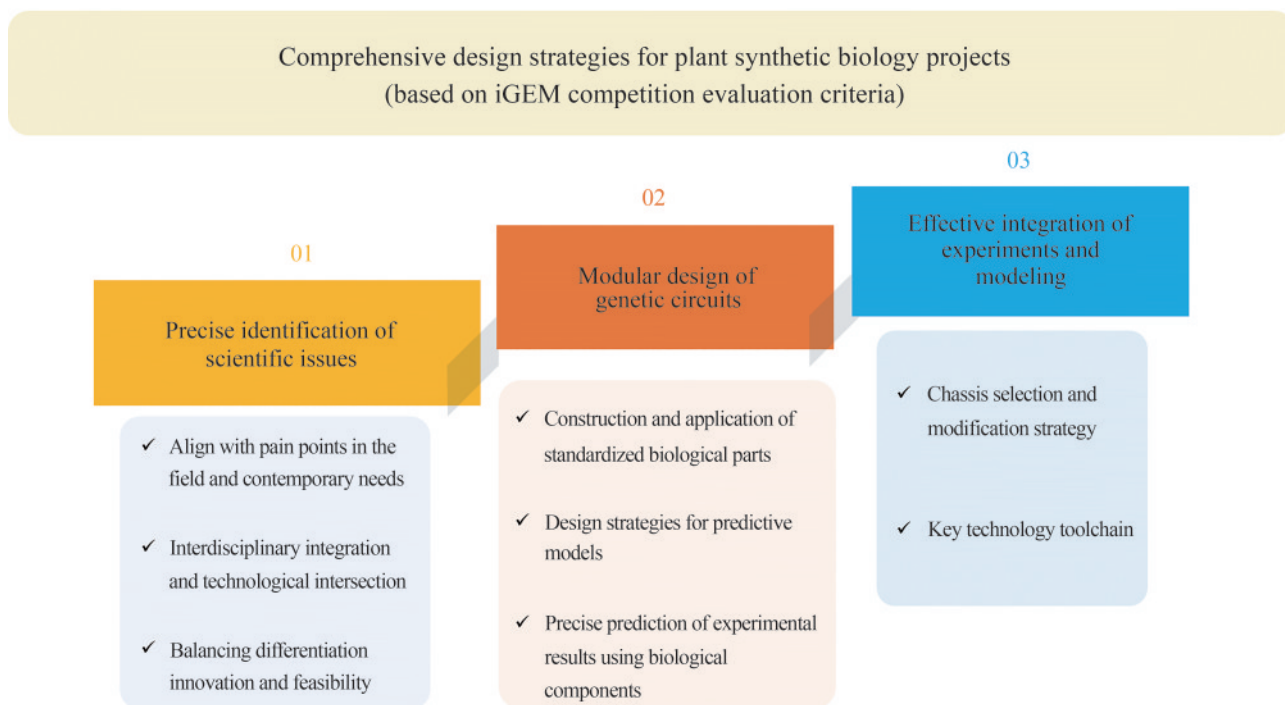 Comprehensive design strategies for plant synthetic biology projects
(based on iGEM competition evaluation criteria)
01
Precise identification of
scientific issues
✓ Align with pain points in the
field and contemporary needs
✓ Interdisciplinary integration
and technological intersection
✓ Balancing differentiation
innovation and feasibility
02
Modular design of
genetic circuits
✓ Construction and application of
standardized biological parts
✓ Design strategies for predictive
models
✓ Precise prediction of experimental
results using biological
components
03
Effective integration of
experiments and
modeling
✓ Chassis selection and
modification strategy
✓ Key technology toolchain